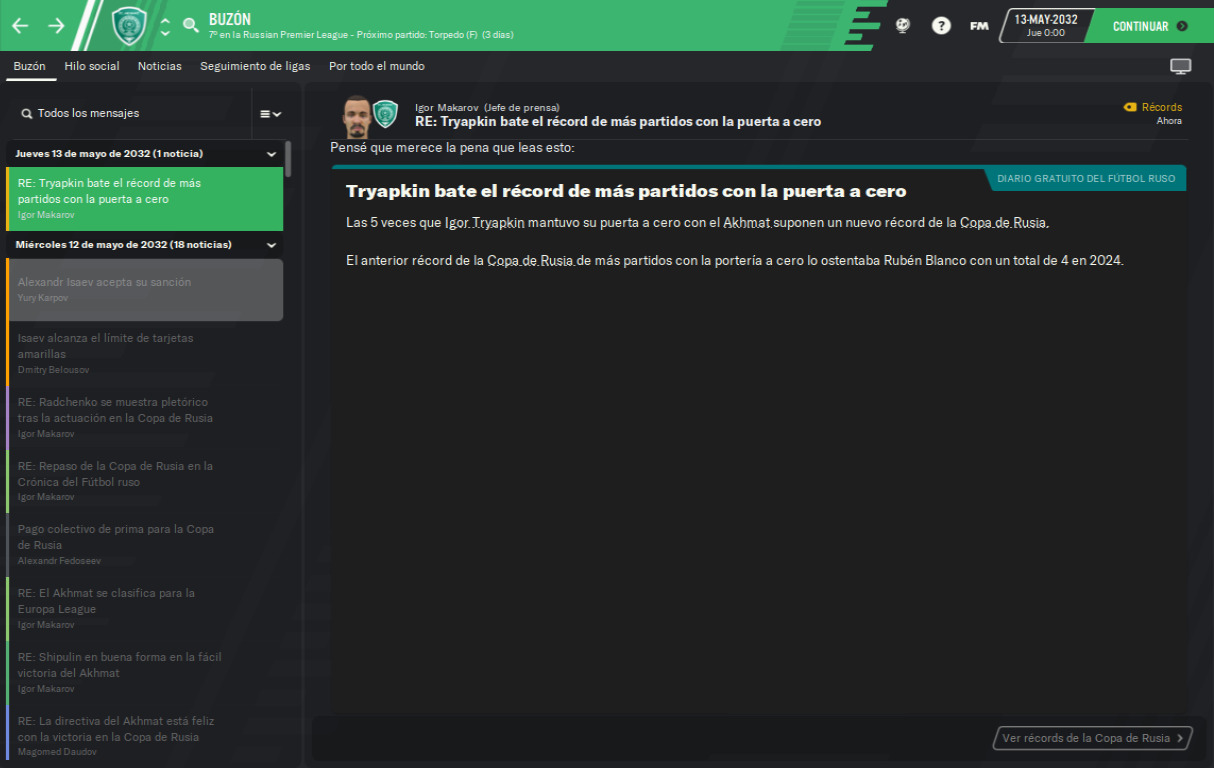 BUZÓN
7º en la Russian Premier League - Próximo partido: Torpedo (F) (3 días)
?
FM
13-MAY-2032
Jue 0:00
CONTINUAR
Buzón Hilo social Noticias Seguimiento de ligas Por todo el mundo
Todos los mensajes
Jueves 13 de mayo de 2032 (1 noticia)
RE: Tryapkin bate el récord de más
partidos con la puerta a cero
Igor Makarov
Miércoles 12 de mayo de 2032 (18 noticias)
Alexandr Isaev acepta su sanción
Yury Karpov
Isaev alcanza el límite de tarjetas
amarillas
Dmitry Belousov
RE: Radchenko se muestra pletórico
tras la actuación en la Copa de Rusia
Igor Makarov
RE: Repaso de la Copa de Rusia en la
Crónica del Fútbol ruso
Igor Makarov
Pago colectivo de prima para la Copa
de Rusia
Alexandr Fedoseev
RE: El Akhmat se clasifica para la
Europa League
Igor Makarov
RE: Shipulin en buena forma en la fácil
victoria del Akhmat
Igor Makarov
RE: La directiva del Akhmat está feliz
con la victoria en la Copa de Rusia
Magomed Daudov
Igor Makarov (Jefe de prensa)
RE: Tryapkin bate el récord de más partidos con la puerta a cero
Récords
Ahora
Pensé que merece la pena que leas esto:
DIARIO GRATUITO DEL FÚTBOL RUSO
Tryapkin bate el récord de más partidos con la puerta a cero
Las 5 veces que Igor Tryapkin mantuvo su puerta a cero con el Akhmat suponen un nuevo récord de la Copa de Rusia.
El anterior récord de la Copa de Rusia de más partidos con la portería a cero lo ostentaba Rubén Blanco con un total de 4 en 2024.
Ver récords de la Copa de Rusia